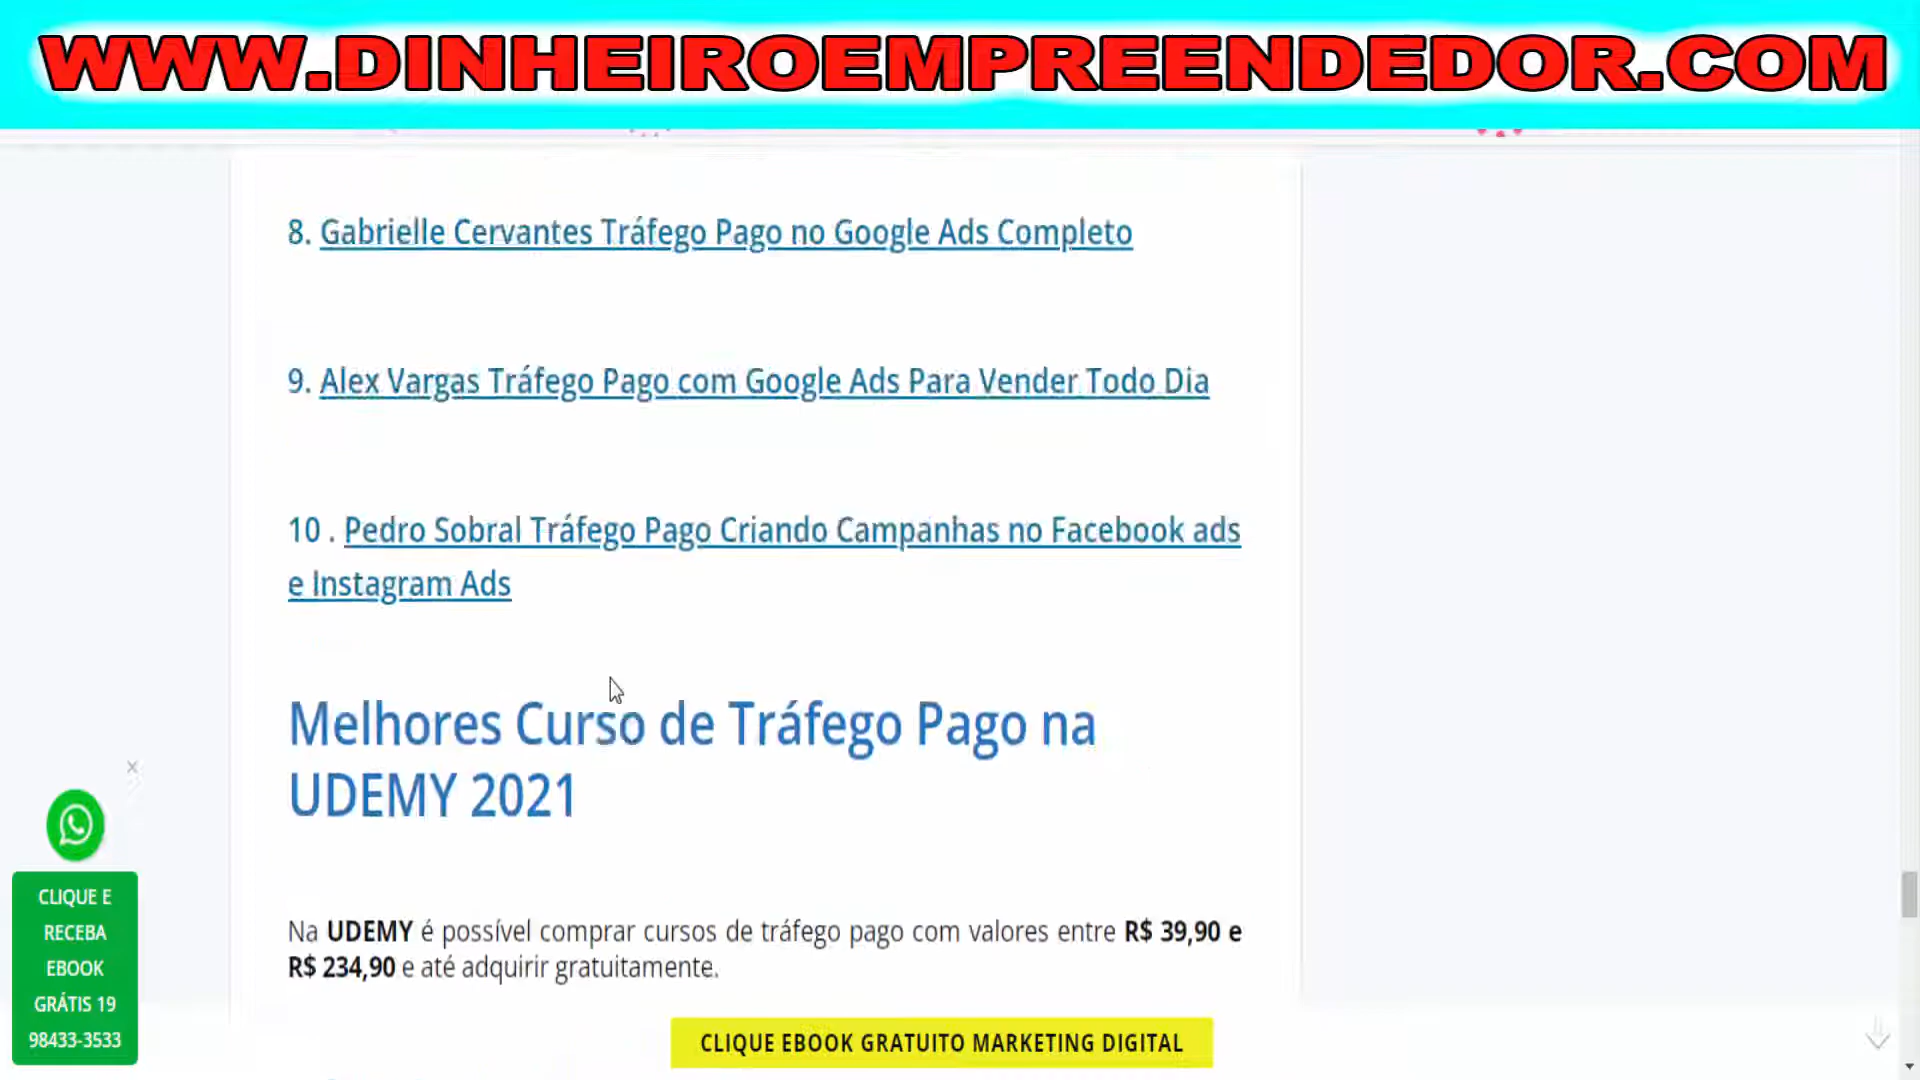 WWW.DINHEIROEMPREENDEDOR.COM
8. Gabrielle Cervantes Tráfego Pago no Google Ads Completo
9. Alex Vargas Tráfego Pago com Google Ads Para Vender Todo Dia
10 . Pedro Sobral Tráfego Pago Criando Campanhas no Facebook ads
e Instagram Ads
Melhores Curso de Tráfego Pago na
UDEMY 2021
Na UDEMY é possível comprar cursos de tráfego pago com valores entre R$ 39,90 e
R$ 234,90 e até adquirir gratuitamente.
CLIQUE E
RECEBA
EBOOK
GRÁTIS 19
98433-3533
CLIQUE EBOOK GRATUITO MARKETING DIGITAL